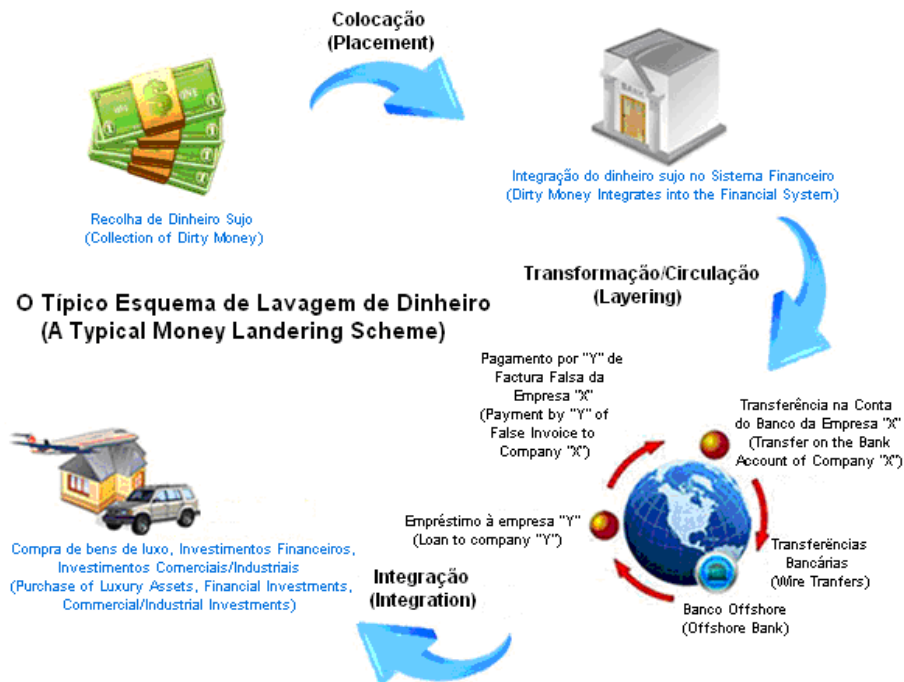 Colocação
(Placement)
BANK
Recolha de Dinheiro Sujo
(Collection of Dirty Money)
Integração do dinheiro sujo no Sistema Financeiro
(Dirty Money Integrates into the Financial System)
Transformação/Circulação
(Layering)
O Típico Esquema de Lavagem de Dinheiro
(A Typical Money Landering Scheme)
Pagamento por "Y" de
Factura Falsa da
Empresa "X"
(Payment by "Y" of
False Invoice to
Company "X")
Transferência na Conta
do Banco da Empresa "X"
(Transfer on the Bank
Account of Company "X")
Empréstimo à empresa "Y"
(Loan to company "Y")
Transferências
Bancárias
(Wire Tranfers)
Banco Offshore
(Offshore Bank)
Compra de bens de luxo, Investimentos Financeiros,
Investimentos Comerciais/Industriais
(Purchase of Luxury Assets, Financial Investments,
Commercial/Industrial Investments)
Integração
(Integration)